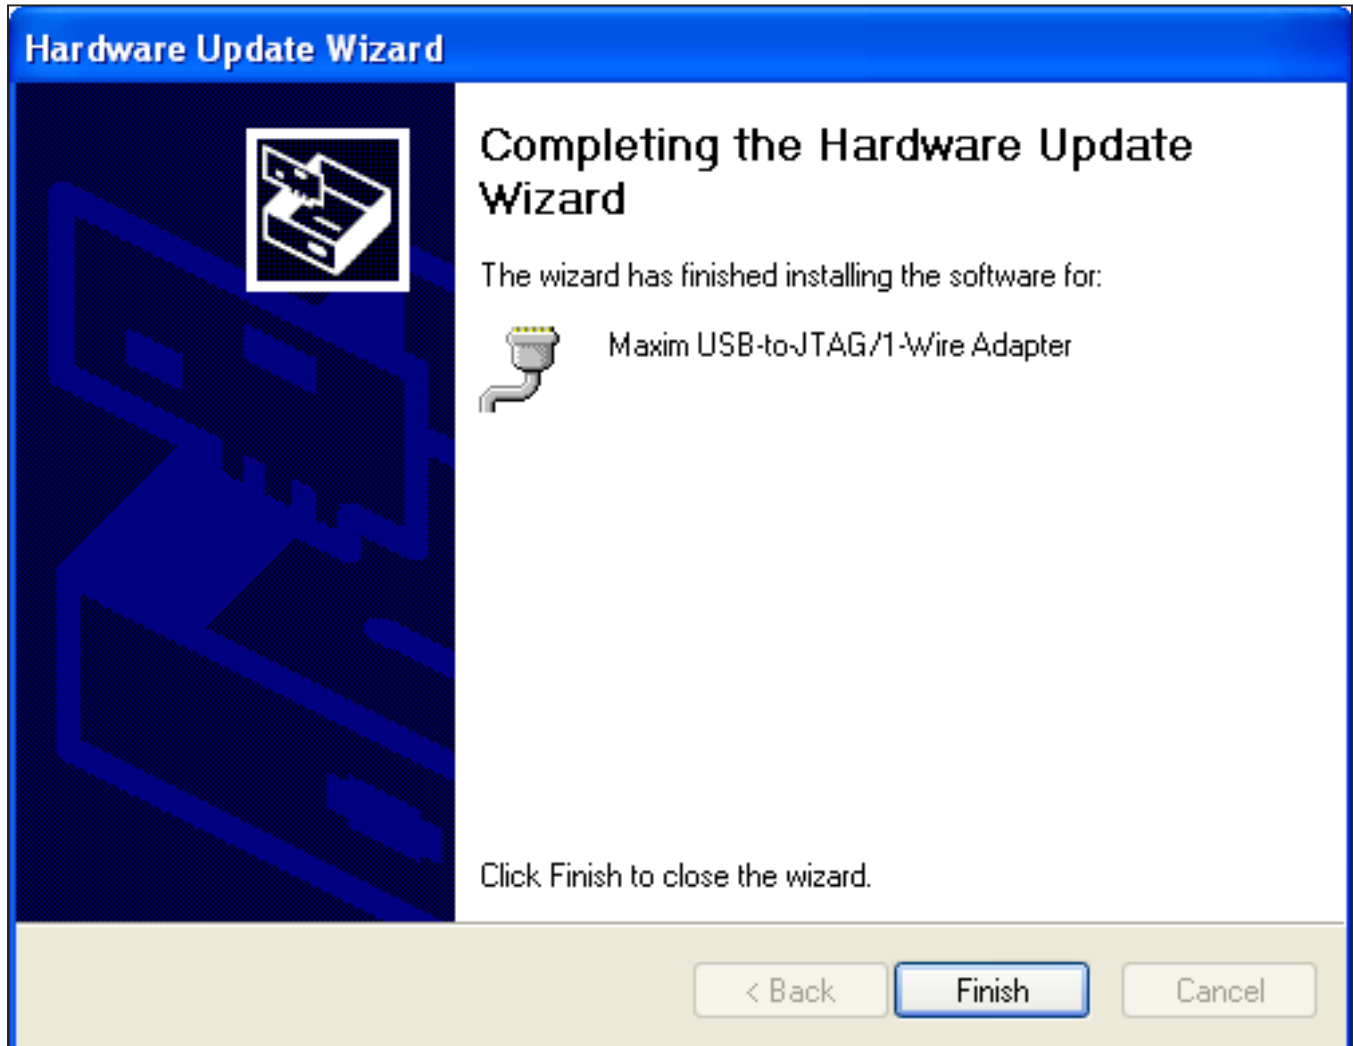 Hardware Update Wizard
Completing the Hardware Update
Wizard
The wizard has finished installing the software for:
Maxim USB-to-JTAG/1-Wire Adapter
Click Finish to close the wizard.
< Back
Finish
Cancel